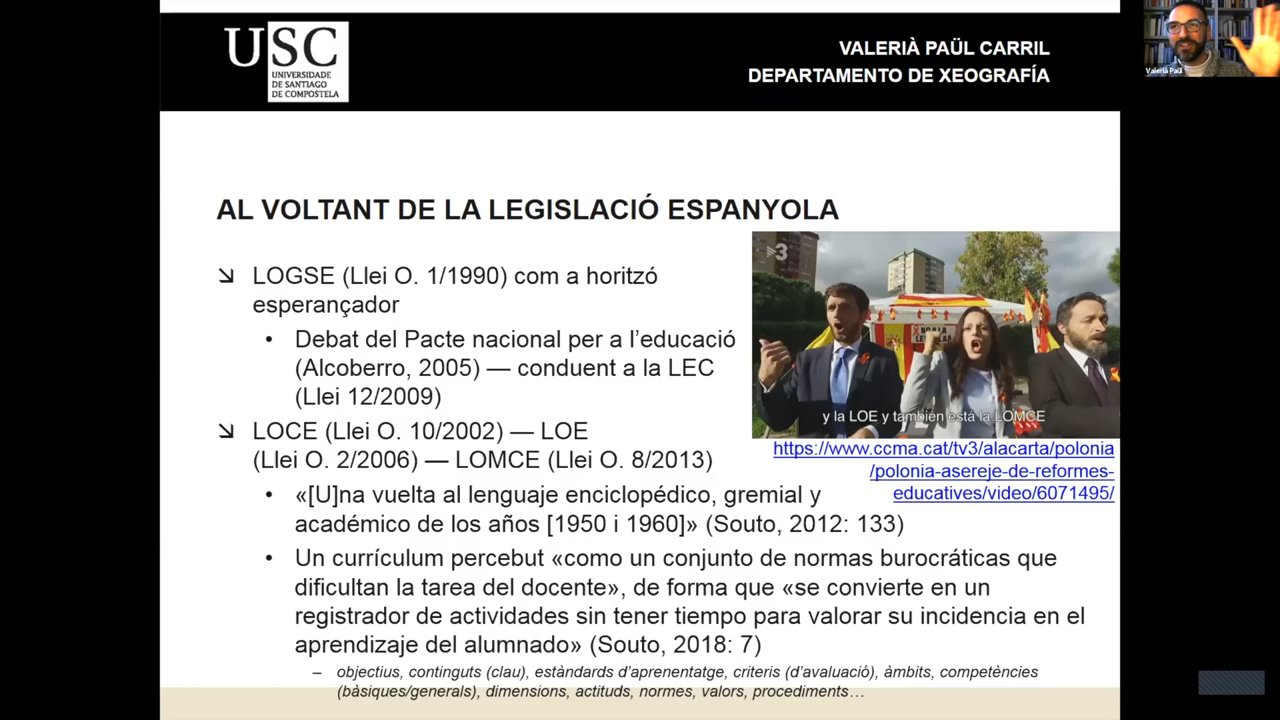 USC
UNIVERSIDADE
DE SANTIAGO
DE COMPOSTELA
VALERIÀ PAÜL CARRIL
DEPARTAMENTO DE XEOGRAFÍA
Valerià Paül
AL VOLTANT DE LA LEGISLACIÓ ESPANYOLA
LOGSE (Llei O. 1/1990) com a horitzó
esperançador
• Debat del Pacte nacional per a l’educació
(Alcoberro, 2005) — conduent a la LEC
(Llei 12/2009)
LOCE (Llei O. 10/2002) — LOE
(Llei O. 2/2006) — LOMCE (Llei O. 8/2013)
• «[U]na vuelta al lenguaje enciclopédico, gremial y
académico de los años [1950 i 1960]» (Souto, 2012: 133)
• Un currículum percebut «como un conjunto de normas burocráticas que
dificultan la tarea del docente», de forma que «se convierte en un
registrador de actividades sin tener tiempo para valorar su incidencia en el
aprendizaje del alumnado» (Souto, 2018: 7)
– objectius, continguts (clau), estàndards d’aprenentatge, criteris (d’avaluació), àmbits, competències
(bàsiques/generals), dimensions, actituds, normes, valors, procediments…
3
y la LOE y también está la LOMCE
https://www.ccma.cat/tv3/alacarta/polonia
/polonia-asereje-de-reformes-
educatives/video/6071495/